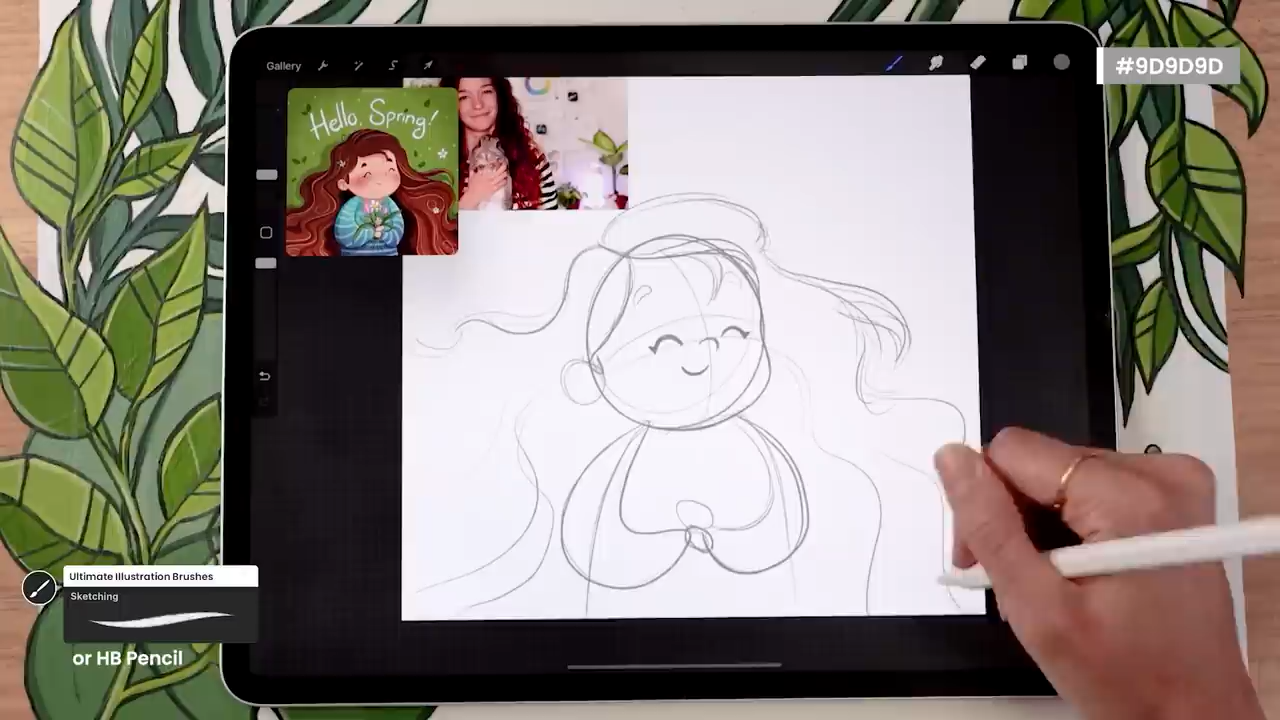 Gallery
#9D9D9D
Hello, Spring!
Ultimate Illustration Brushes
Sketching
or HB Pencil